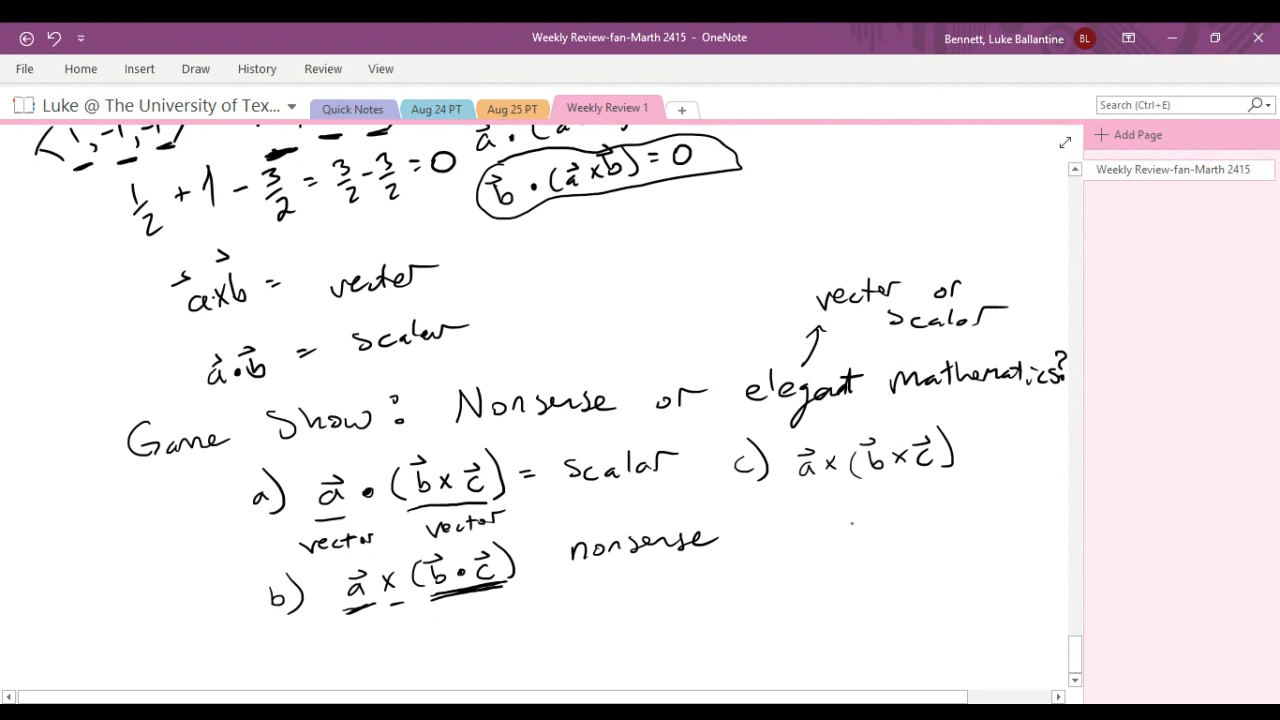 Weekly Review-fan-Marth 2415 - OneNote
Bennett, Luke Ballantine BL
File Home Insert Draw History Review View
Luke @ The University of Tex... Quick Notes Aug 24 PT Aug 25 PT Weekly Review 1 +
Search (Ctrl+E)
+ Add Page
Weekly Review-fan-Marth 2415
<1, -1, -1>
1/2 + 1 - 3/2 = 3/2 - 3/2 = 0
b⃗ · (a⃗ × b⃗) = 0
a⃗ × b⃗ = vector
a⃗ · b⃗ = scalar
vector or
scalar
Game Show: Nonsense or elegant mathematics?
a) a⃗ · (b⃗ × c⃗) = scalar
vector vector
b) a⃗ × (b⃗ · c⃗) nonsense
c) a⃗ × (b⃗ × c⃗)